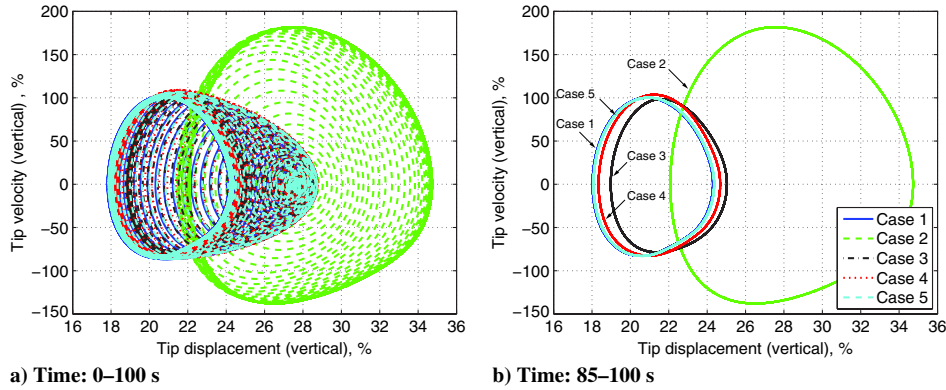 200
150
100
50
0
−50
−100
−150
16 18 20 22 24 26 28 30 32 34 36
Tip velocity (vertical), %
Tip displacement (vertical), %
a) Time: 0–100 s
200
150
100
50
0
−50
−100
−150
16 18 20 22 24 26 28 30 32 34 36
Tip velocity (vertical), %
Tip displacement (vertical), %
Case 2
Case 5
Case 1
Case 3
Case 4
Case 1
Case 2
Case 3
Case 4
Case 5
b) Time: 85–100 s